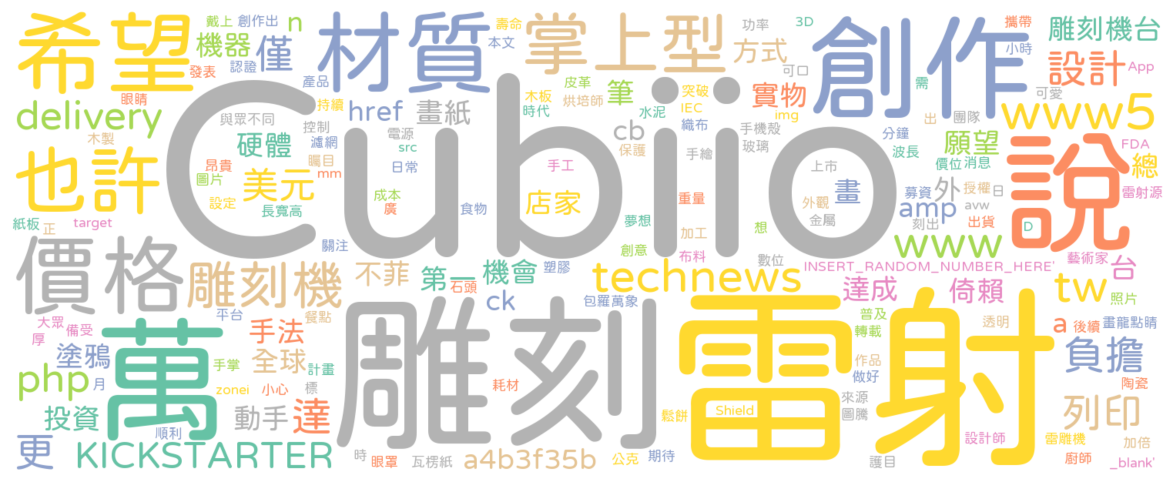 希望
機器
戴上
創作出
n
僅
材質
壽命
本文
掌上型
功率
方式
3D
創作
攜帶
小時
雕刻機台
發表
認證
產品
皮革
可口
設計
App
delivery
眼睛
木製
與眾不同
持續
控制
濾網
href
畫紙
木板
時代
烘培師
筆
突破
IEC
水泥
實物
img
需
可愛
www5
出
團隊
硬體
電源
src
cb
織布
手機殼
玻璃
分鐘
波長
願望
FDA
Cubiio
也許
昂貴
圖片
矚目
mm
日常
保護
手繪
上市
價位
消息
總
美元
手工
說
設定
長寬高
成本
廣
食物
店家
重量
外觀
金屬
畫
募資
外
授權
日
雷射源
amp
avw
刻出
出貨
D
紙板
正
target
關注
夢想
創意
加工
布料
想
www
價格
雕刻機
不菲
第一
石頭
機會
塑膠
technews
數位
INSERT_RANDOM_NUMBER_HERE'
藝術家
台
達成
倚賴
tw
照片
平台
餐點
ck
包羅萬象
大眾
備受
厚
萬
手法
雕刻
雷射
普及
轉載
透明
a
後續
畫龍點睛
塗鴉
手掌
全球
計畫
作品
做好
負擔
php
月
zonei
小心
標
耗材
陶瓷
投資
順利
動手
達
鬆餅
Shield
來源
圖騰
列印
更
KICKSTARTER
時
眼罩
瓦楞紙
a4b3f35b
公克
期待
護目
設計師
雷雕機
廚師
加倍
_blank'